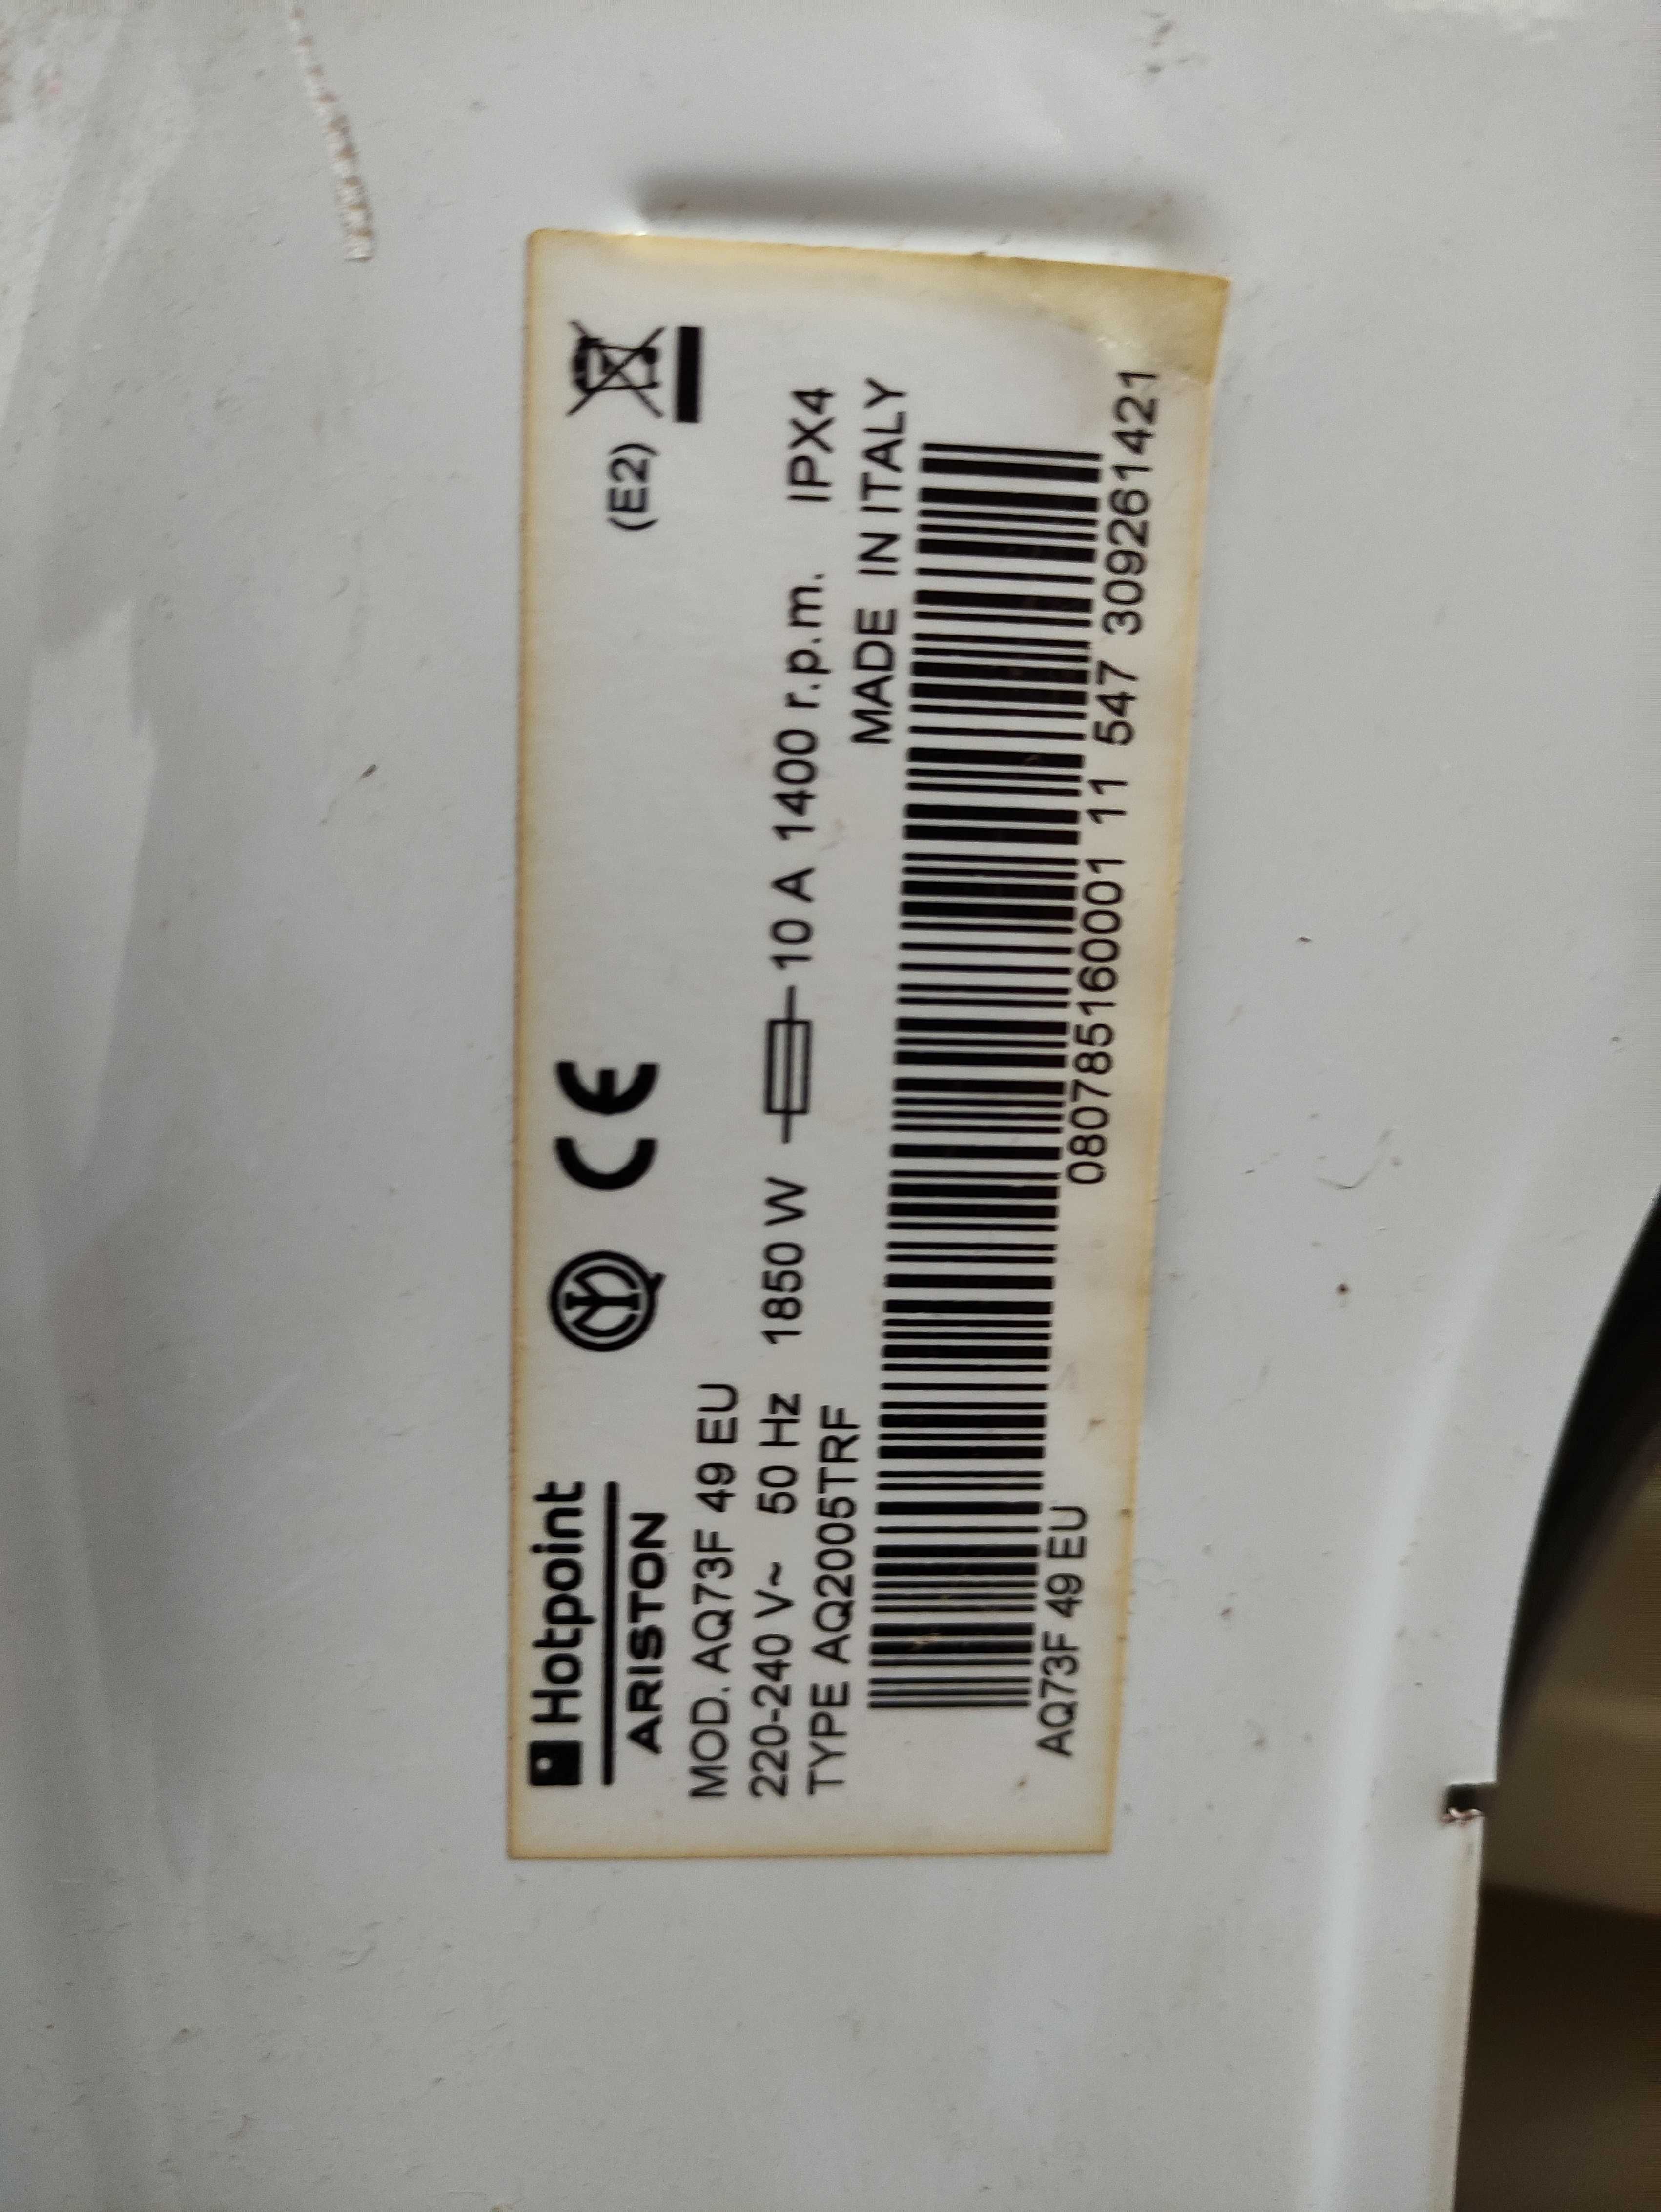 Hotpoint
ARISTON
CE
(E2)
MOD. AQ73F 49 EU
220-240 V~ 50 Hz 1850 W 10 A 1400 r.p.m. IPX4
TYPE AQ2005TRF
MADE IN ITALY
080785160001 11 547 309261421
AQ73F 49 EU